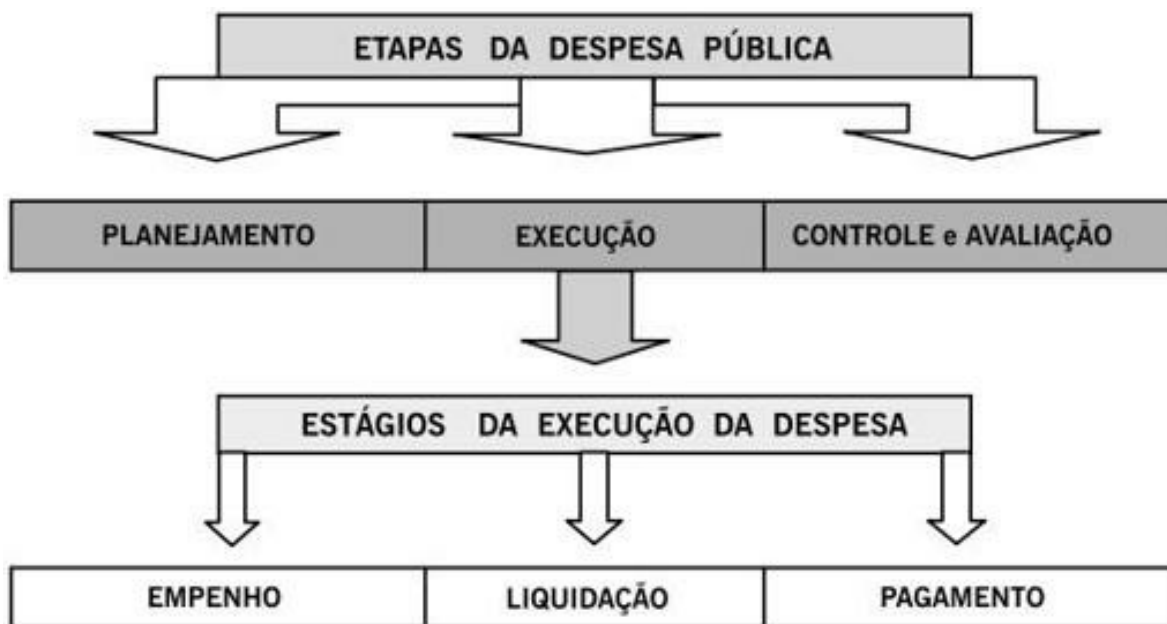 ETAPAS DA DESPESA PÚBLICA
PLANEJAMENTO
EXECUÇÃO
CONTROLE e AVALIAÇÃO
ESTÁGIOS DA EXECUÇÃO DA DESPESA
EMPENHO
LIQUIDAÇÃO
PAGAMENTO